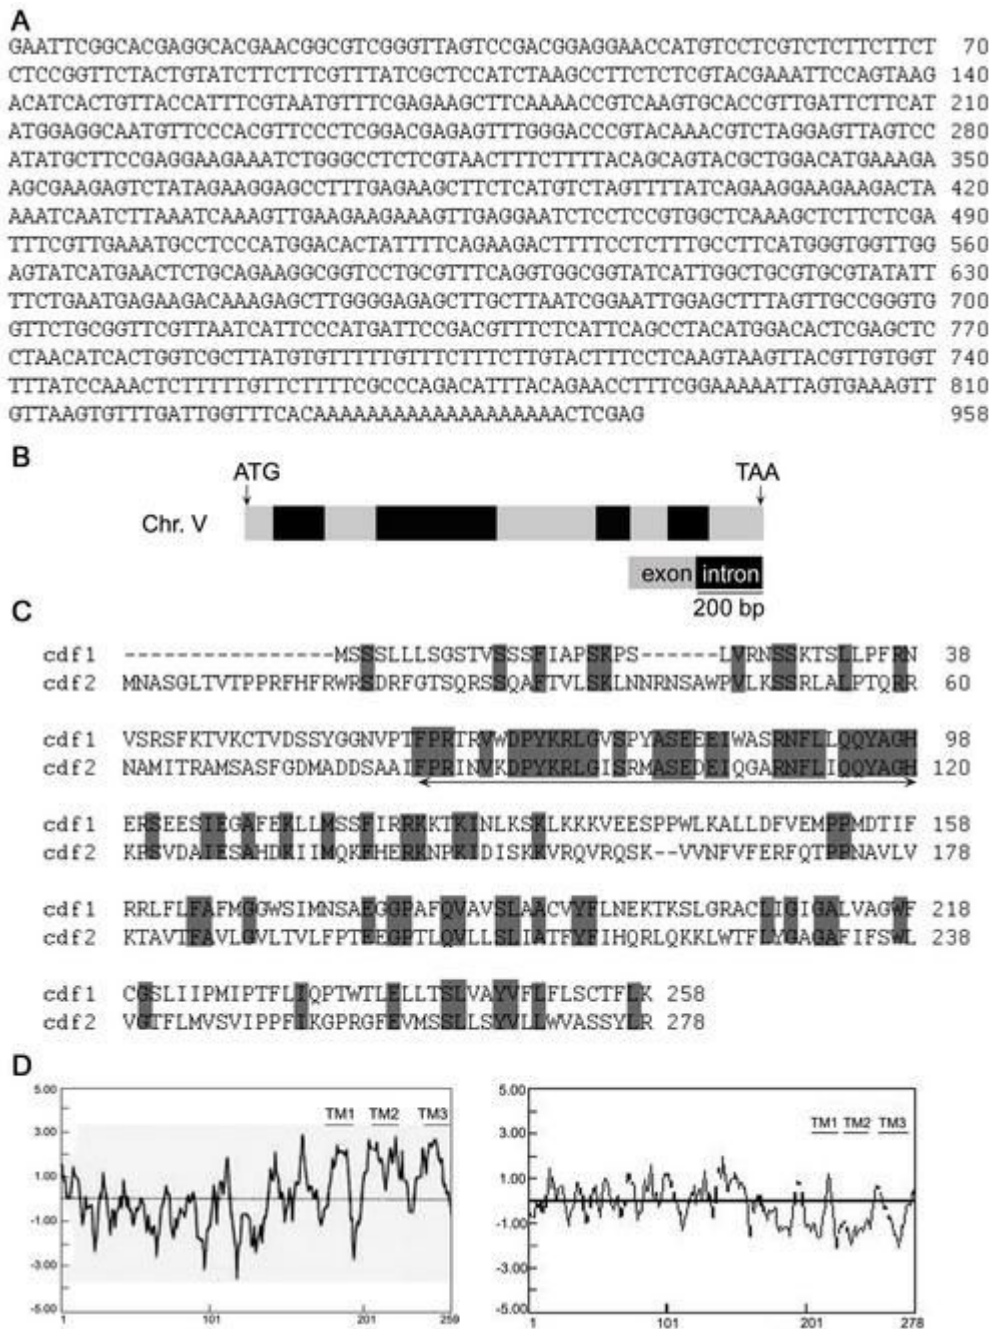 A
GAATTCGGCACGAGGCACGAACGGCGTCGGGTTAGTCCGACGGAGGAACCATGTCCTCGTCTCTTCTTCT 70
CTCCGGTTCTACTGTATCTTCTTCGTTTATCGCTCCATCTAAGCCTTCTCTCGTACGAAATTCCAGTAAG 140
ACATCACTGTTACCATTTCGTAATGTTTCGAGAAGCTTCAAAACCGTCAAGTGCACCGTTGATTCTTCAT 210
ATGGAGGCAATGTTCCCACGTTCCCTCGGACGAGAGTTTGGGACCCGTACAAACGTCTAGGAGTTAGTCC 280
ATATGCTTCCGAGGAAGAAATCTGGGCCTCTCGTAACTTTCTTTTACAGCAGTACGCTGGACATGAAAGA 350
AGCGAAGAGTCTATAGAAGGAGCCTTTGAGAAGCTTCTCATGTCTAGTTTTATCAGAAGGAAGAAGACTA 420
AAATCAATCTTAAATCAAAGTTGAAGAAGAAAGTTGAGGAATCTCCTCCGTGGCTCAAAGCTCTTCTCGA 490
TTTCGTTGAAATGCCTCCCATGGACACTATTTTCAGAAGACTTTTCCTCTTTGCCTTCATGGGTGGTTGG 560
AGTATCATGAACTCTGCAGAAGGCGGTCCTGCGTTTCAGGTGGCGGTATCATTGGCTGCGTGCGTATATT 630
TTCTGAATGAGAAGACAAAGAGCTTGGGGAGAGCTTGCTTAATCGGAATTGGAGCTTTAGTTGCCGGGTG 700
GTTCTGCGGTTCGTTAATCATTCCCATGATTCCGACGTTTCTCATTCAGCCTACATGGACACTCGAGCTC 770
CTAACATCACTGGTCGCTTATGTGTTTTTGTTTCTTTCTTGTACTTTCCTCAAGTAAGTTACGTTGTGGT 740
TTTATCCAAACTCTTTTTGTTCTTTTCGCCCAGACATTTACAGAACCTTTCGGAAAAATTAGTGAAAGTT 810
GTTAAGTGTTTGATTGGTTTCACAAAAAAAAAAAAAAAAAAACTCGAG 958
B
ATG TAA
Chr. V
exon intron
200 bp
C
cdf1 ----------------MSSSLLLSGSTVSSSFIAPSKPS------LVRNSSKTSLLPFRN 38
cdf2 MNASGLTVTPPRFHFRWRSDRFGTSQRSSQAFTVLSKLNNNRNSAWPVLKSSRLALPTQRR 60
cdf1 VSRSFKTVKCTVDSSYGGNVPTFPRTRVWDPYKRLGVSPYASEEEIWASRNFLLQQYAGH 98
cdf2 NAMITRAMSASFGDMADDSAAIFPRINVKDPYKRLGISRMASEDEIQGARNFLIQQYAGH 120
cdf1 ERSEESIEGAFEKLLMSSFIRRKKTKINLKSKLKKKVEESPPWLKALLDFVEMPPMDTIF 158
cdf2 KPSVDAIESAHDKIIMQKFHERKNPKIDISKKVRQVRQSK--VVNFVFERFQTPPNAVLV 178
cdf1 RRLFLFAFMGGWSIMNSAEGGPAFQVAVSLAACVYFLNEKTKSLGRACLIGIGALVAGWF 218
cdf2 KTAVTFAVLGVLTVLFPTEEGPTLQVLLSLIATFYFIHQRLQKKLWTFLYGAGAFIFSWL 238
cdf1 CGSLIIPMIPTFLIQPTWTLELLTSLVAYVFLFLSCTFLK 258
cdf2 VGTFLMVSVIPPFIKGPRGFEVMSSLLSYVLLWVASSYLR 278
D
5.00
3.00
1.00
-1.00
-3.00
-5.00
TM1 TM2 TM3
1 101 201 259
5.00
3.00
1.00
-1.00
-3.00
-5.00
TM1 TM2 TM3
1 101 201 278